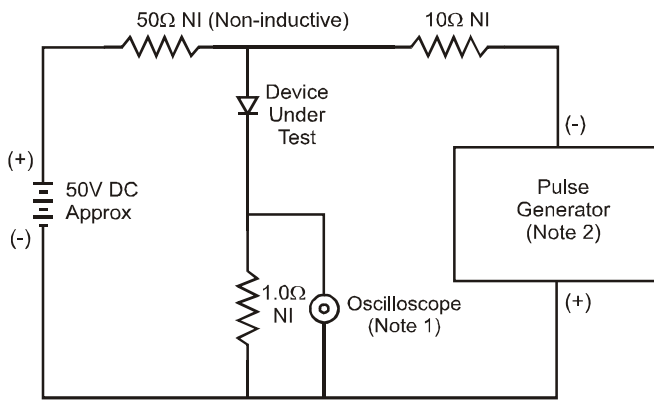 50Ω NI (Non-inductive)
10Ω NI
Device
Under
Test
(-)
(+)
50V DC
Approx
(-)
Pulse
Generator
(Note 2)
1.0Ω
NI
Oscilloscope
(Note 1)
(+)